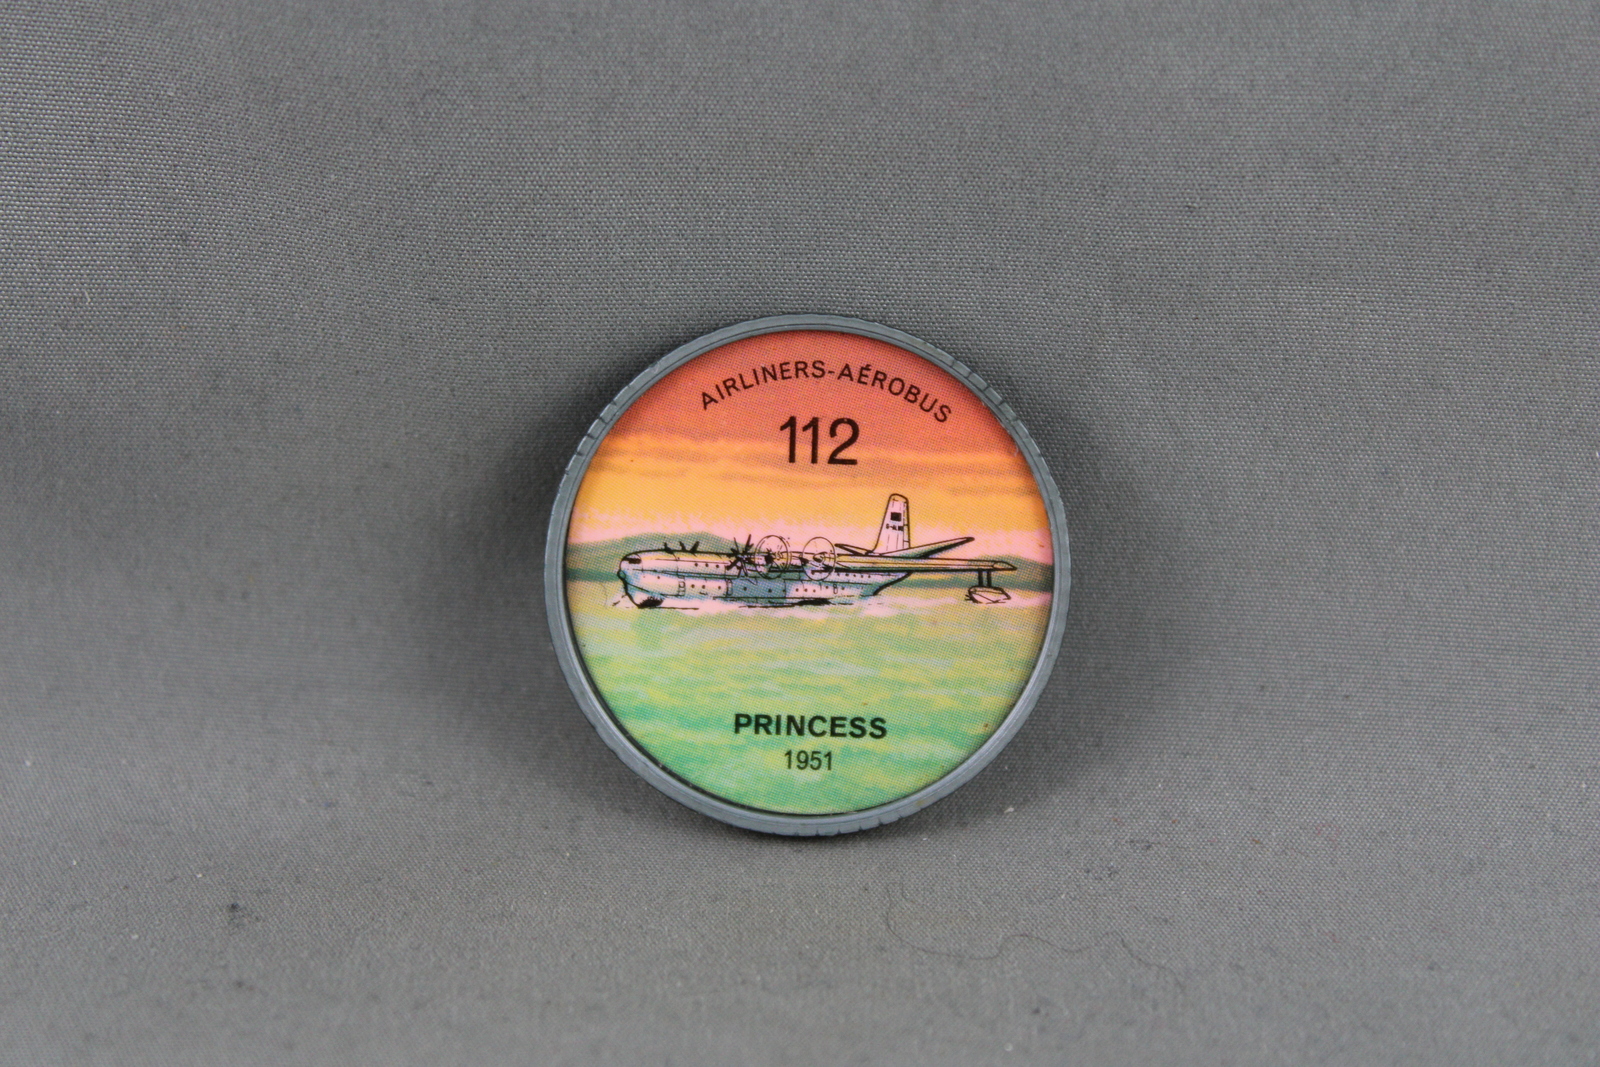 AIRLINERS-AÉROBUS
112
PRINCESS
1951